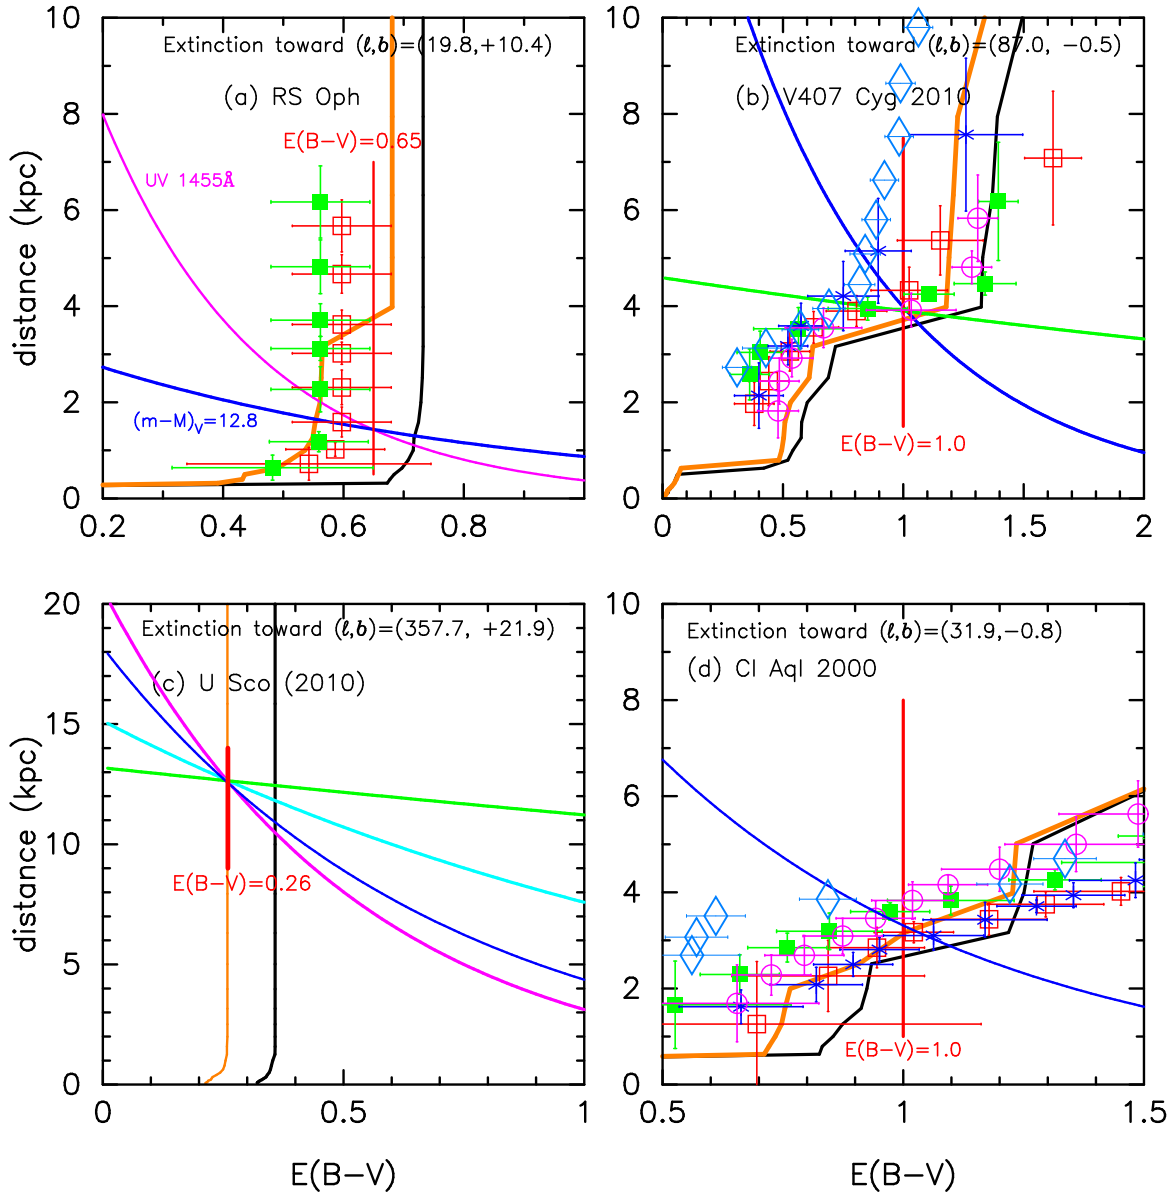 Extinction toward (ℓ,b)=(19.8,+10.4)
(a) RS Oph
E(B−V)=0.65
UV 1455Å
(m−M)V=12.8
distance (kpc)
10
8
6
4
2
0
0.2
0.4
0.6
0.8
1
Extinction toward (ℓ,b)=(87.0, −0.5)
(b) V407 Cyg 2010
E(B−V)=1.0
10
8
6
4
2
0
0
0.5
1
1.5
2
Extinction toward (ℓ,b)=(357.7, +21.9)
(c) U Sco (2010)
E(B−V)=0.26
distance (kpc)
20
15
10
5
0
0
0.5
1
E(B−V)
Extinction toward (ℓ,b)=(31.9,−0.8)
(d) CI Aql 2000
E(B−V)=1.0
10
8
6
4
2
0
0.5
1
1.5
E(B−V)